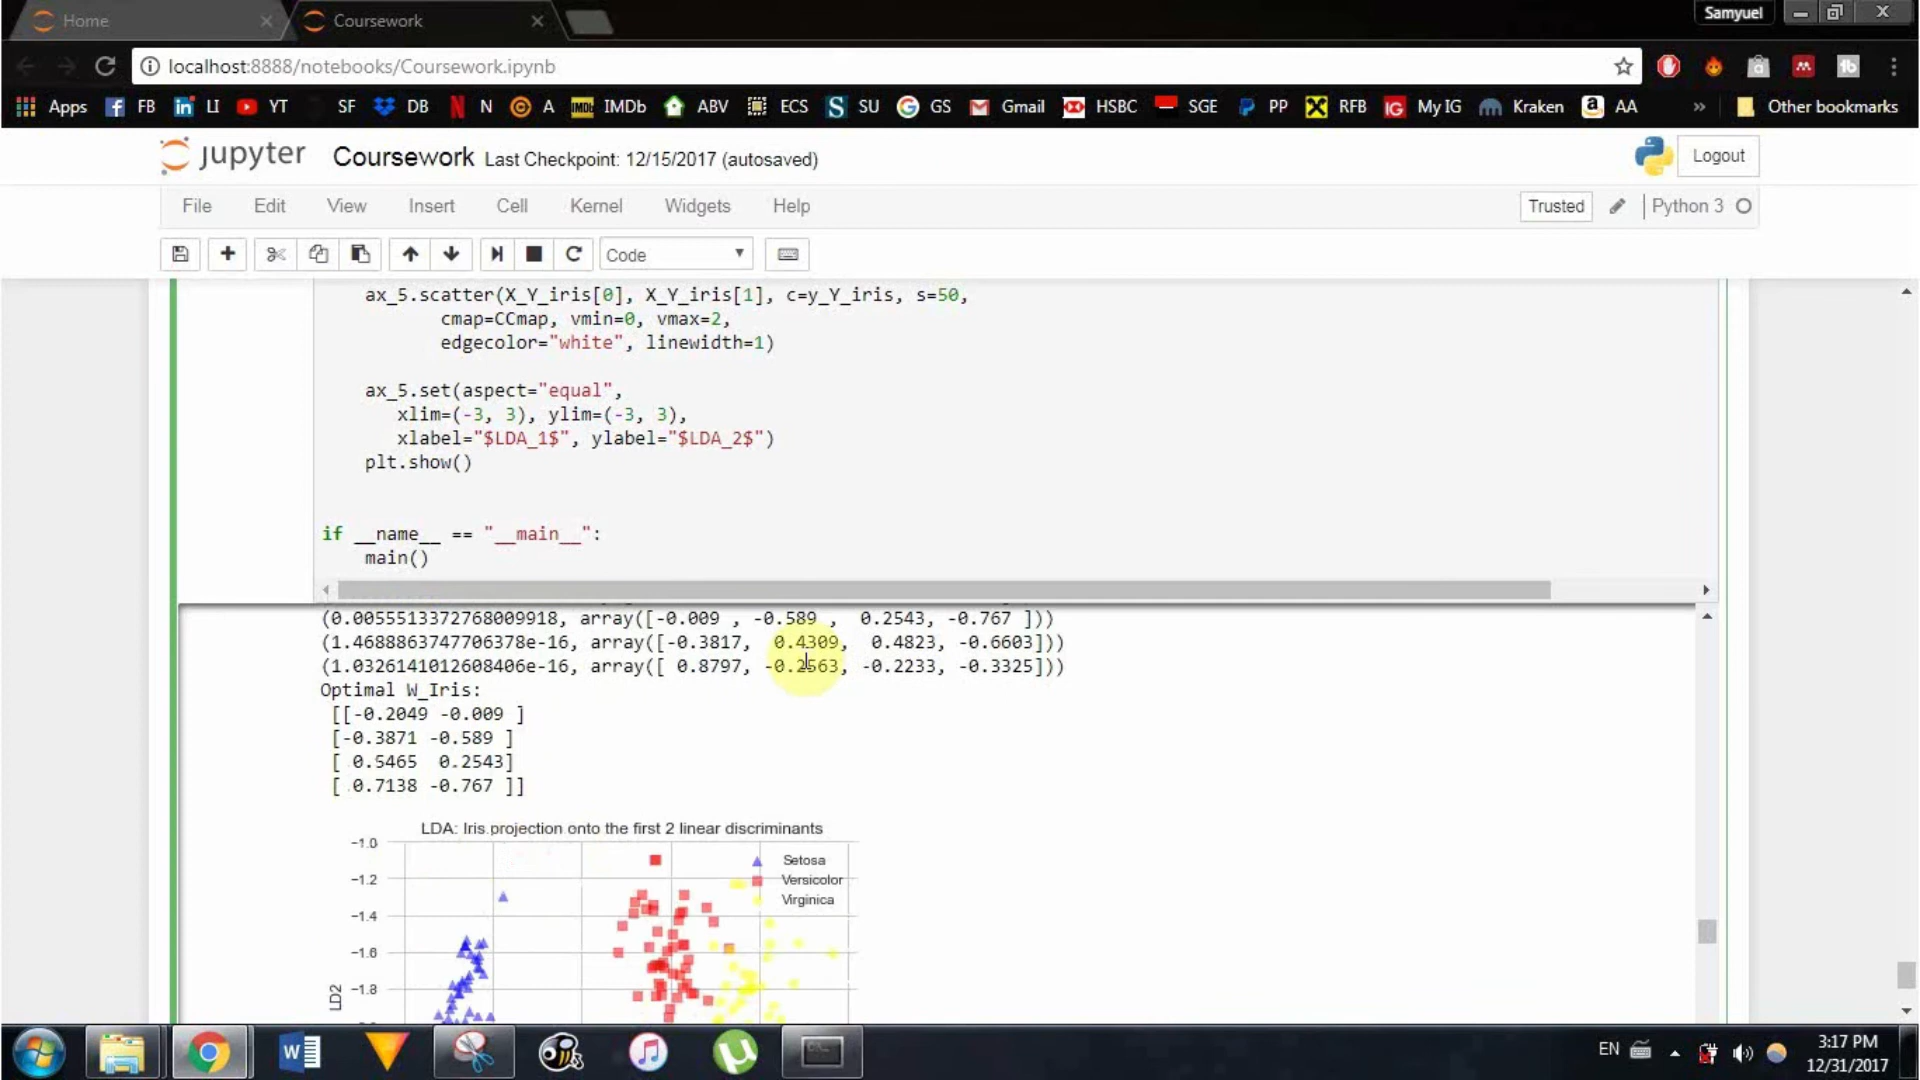 Home
Coursework
Samyuel
localhost:8888/notebooks/Coursework.ipynb
Apps FB LI YT SF DB N A IMDb ABV ECS SU GS Gmail HSBC SGE PP RFB My IG Kraken AA » Other bookmarks
jupyter Coursework Last Checkpoint: 12/15/2017 (autosaved)
Logout
File Edit View Insert Cell Kernel Widgets Help
Trusted
Python 3
Code
ax_5.scatter(X_Y_iris[0], X_Y_iris[1], c=y_Y_iris, s=50,
cmap=CCmap, vmin=0, vmax=2,
edgecolor="white", linewidth=1)
ax_5.set(aspect="equal",
xlim=(-3, 3), ylim=(-3, 3),
xlabel="$LDA_1$", ylabel="$LDA_2$")
plt.show()
if __name__ == "__main__":
main()
(0.0055513372768009918, array([-0.009 , -0.589 , 0.2543, -0.767 ]))
(1.4688863747706378e-16, array([-0.3817, 0.4309, 0.4823, -0.6603]))
(1.0326141012608406e-16, array([ 0.8797, -0.2563, -0.2233, -0.3325]))
Optimal W_Iris:
[[-0.2049 -0.009 ]
[-0.3871 -0.589 ]
[ 0.5465 0.2543]
[ 0.7138 -0.767 ]]
LDA: Iris projection onto the first 2 linear discriminants
−1.0
−1.2
−1.4
−1.6
−1.8
LD2
Setosa
Versicolor
Virginica
EN
3:17 PM
12/31/2017